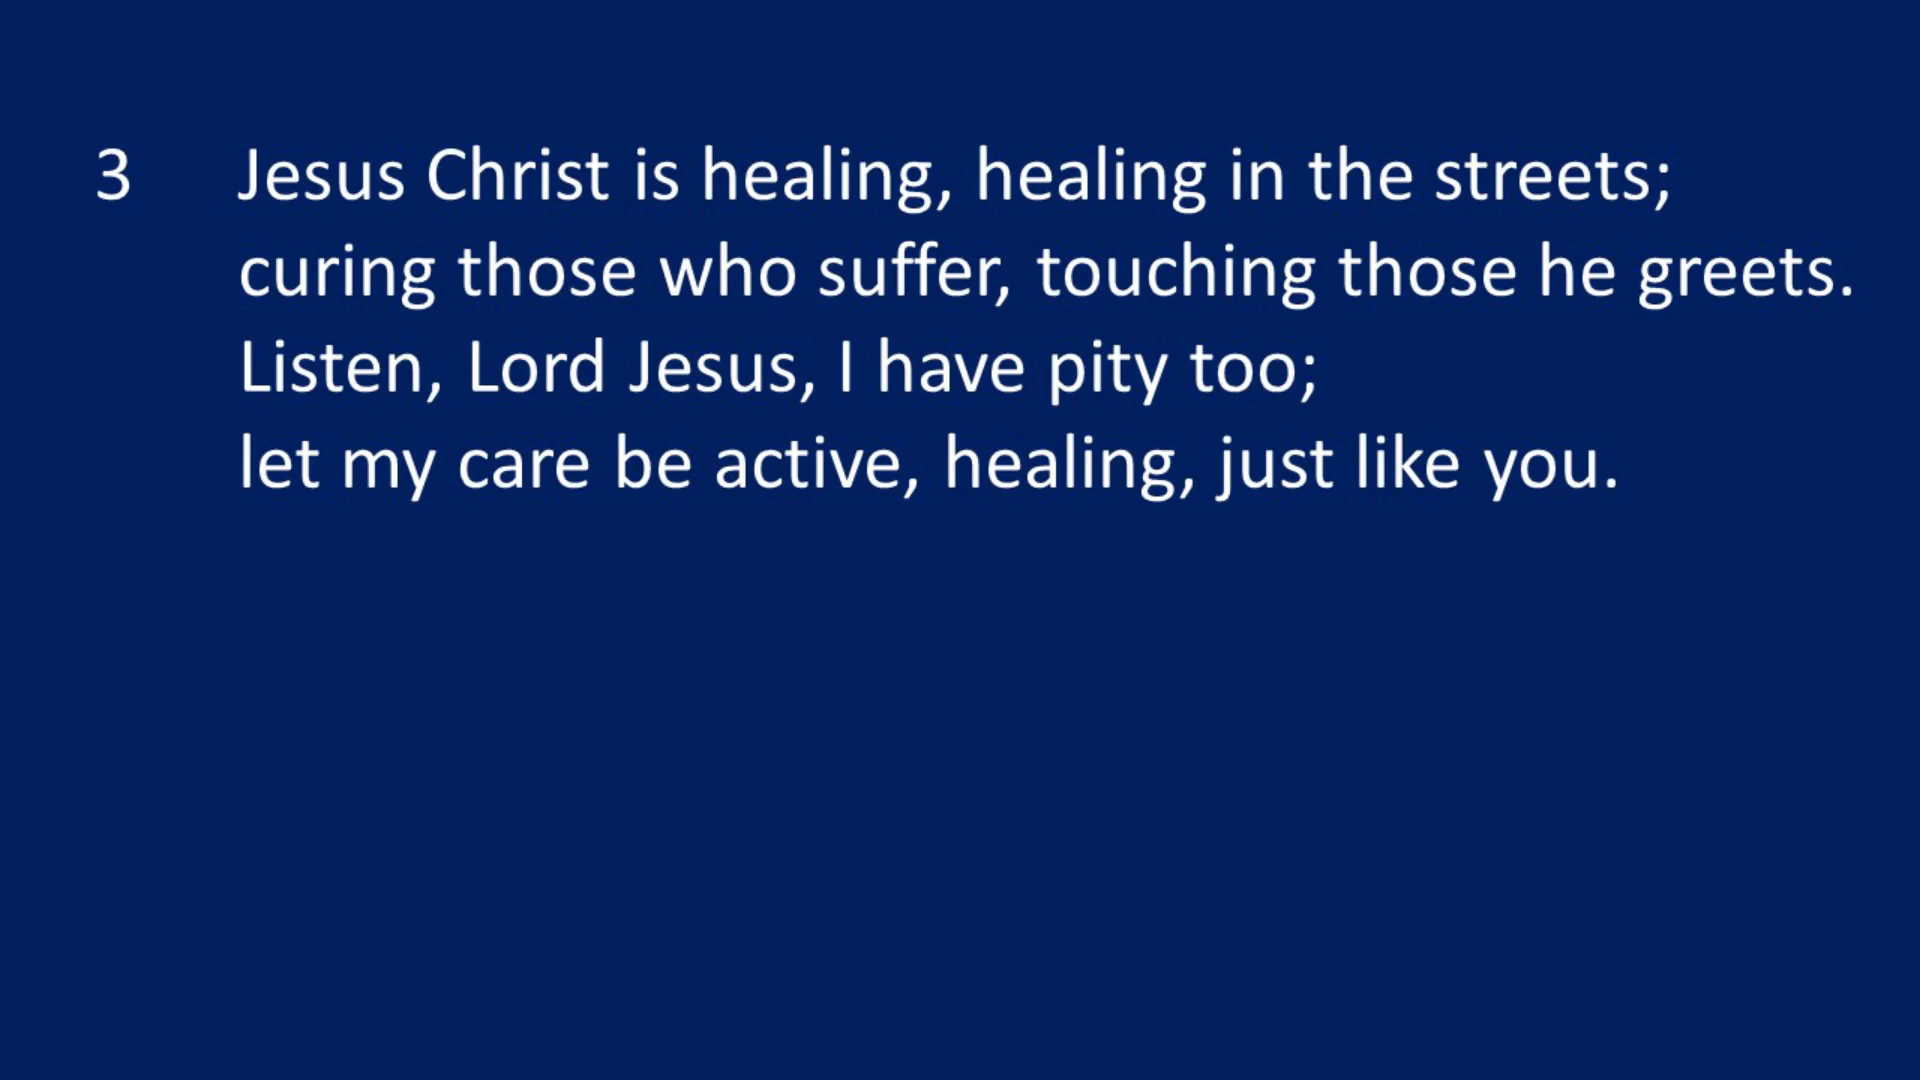 3 Jesus Christ is healing, healing in the streets;
curing those who suffer, touching those he greets.
Listen, Lord Jesus, I have pity too;
let my care be active, healing, just like you.